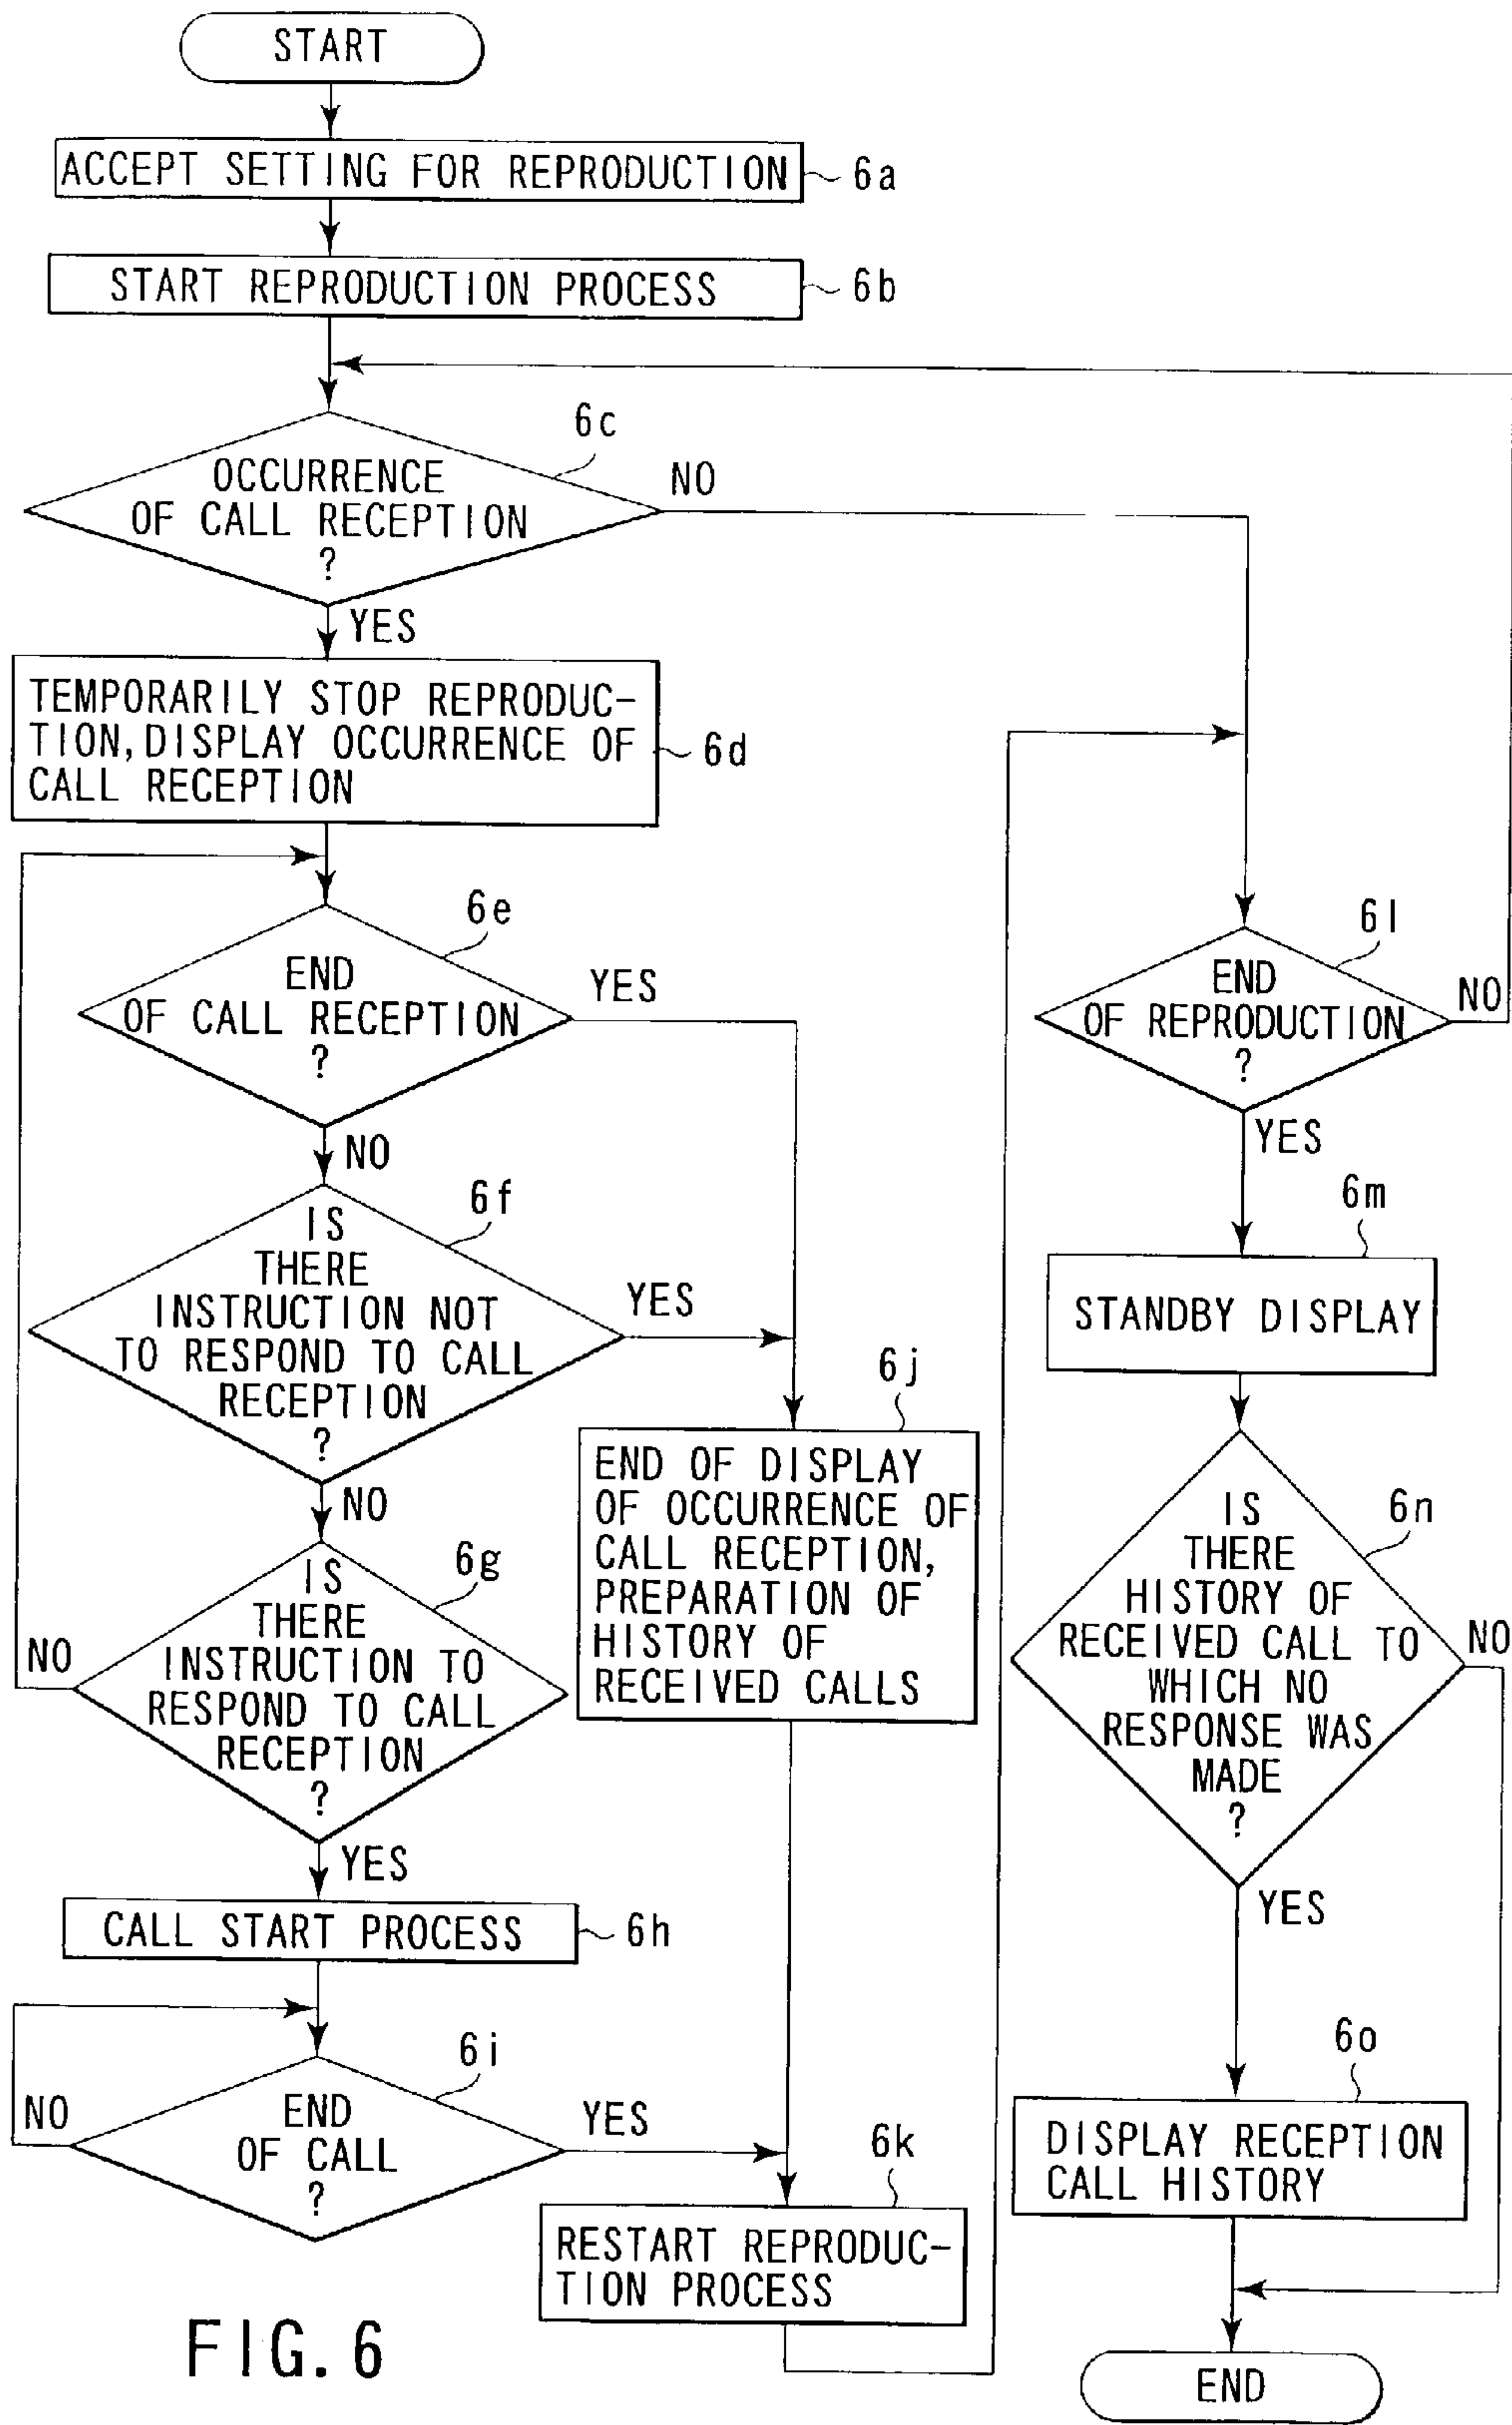 START
ACCEPT SETTING FOR REPRODUCTION
6a
START REPRODUCTION PROCESS
6b
6c
OCCURRENCE
OF CALL RECEPTION
?
NO
YES
TEMPORARILY STOP REPRODUC-
TION, DISPLAY OCCURRENCE OF
CALL RECEPTION
6d
6e
END
OF CALL RECEPTION
?
YES
NO
6f
IS
THERE
INSTRUCTION NOT
TO RESPOND TO CALL
RECEPTION
?
YES
NO
6g
IS
THERE
INSTRUCTION TO
RESPOND TO CALL
RECEPTION
?
NO
YES
CALL START PROCESS
6h
6i
END
OF CALL
?
NO
YES
6j
END OF DISPLAY
OF OCCURRENCE OF
CALL RECEPTION,
PREPARATION OF
HISTORY OF
RECEIVED CALLS
6k
RESTART REPRODUC-
TION PROCESS
6l
END
OF REPRODUCTION
?
NO
YES
6m
STANDBY DISPLAY
6n
IS
THERE
HISTORY OF
RECEIVED CALL TO
WHICH NO
RESPONSE WAS
MADE
?
NO
YES
6o
DISPLAY RECEPTION
CALL HISTORY
END
FIG. 6